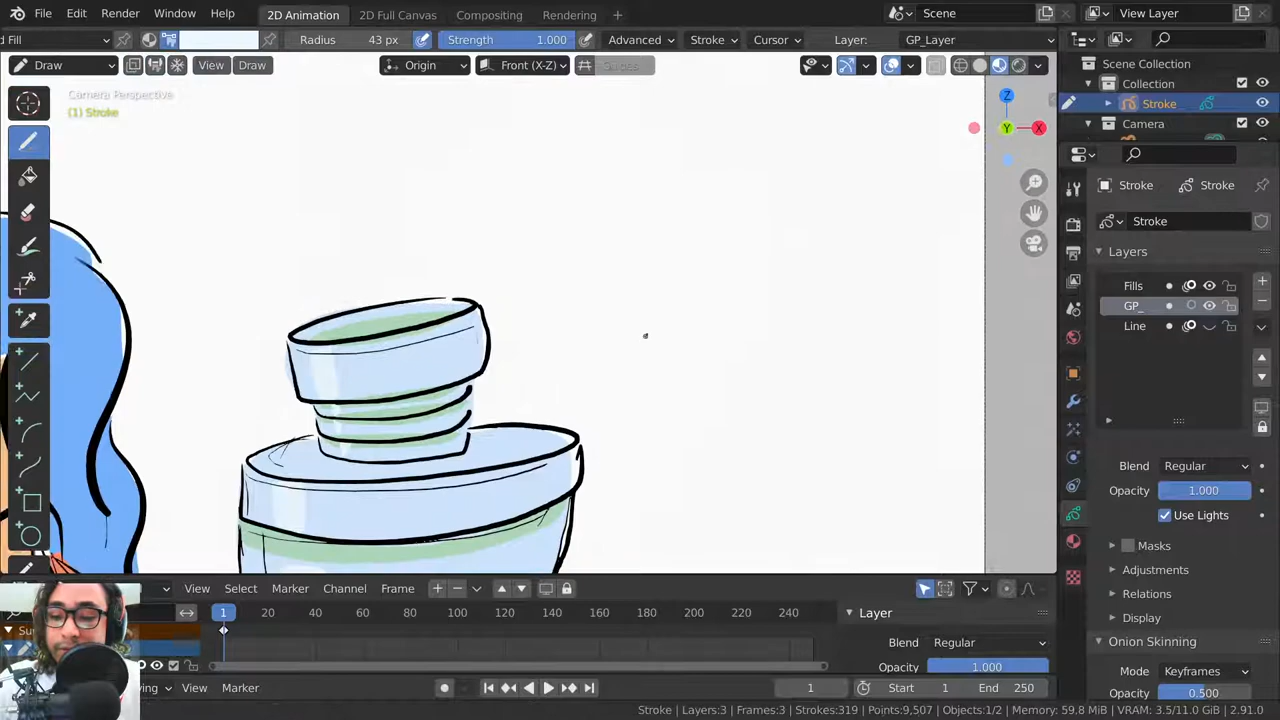 File Edit Render Window Help 2D Animation 2D Full Canvas Compositing Rendering + Scene View Layer
Fill Radius 43 px Strength 1.000 Advanced Stroke Cursor Layer: GP_Layer
Draw View Draw Origin Front (X-Z) Guides
Camera Perspective
(1) Stroke
Z
Y
X
Scene Collection
Collection
Stroke
Camera
Stroke Stroke
Stroke
Layers
Fills
GP_
Line
Blend Regular
Opacity 1.000
Use Lights
Masks
Adjustments
Relations
Display
Onion Skinning
Mode Keyframes
Opacity 0.500
View Select Marker Channel Frame
1 20 40 60 80 100 120 140 160 180 200 220 240
Layer
Blend Regular
Opacity 1.000
View Marker 1 Start 1 End 250
Stroke | Layers:3 | Frames:3 | Strokes:319 | Points:9,507 | Objects:1/2 | Memory: 59.8 MiB | VRAM: 3.5/11.0 GiB | 2.91.0